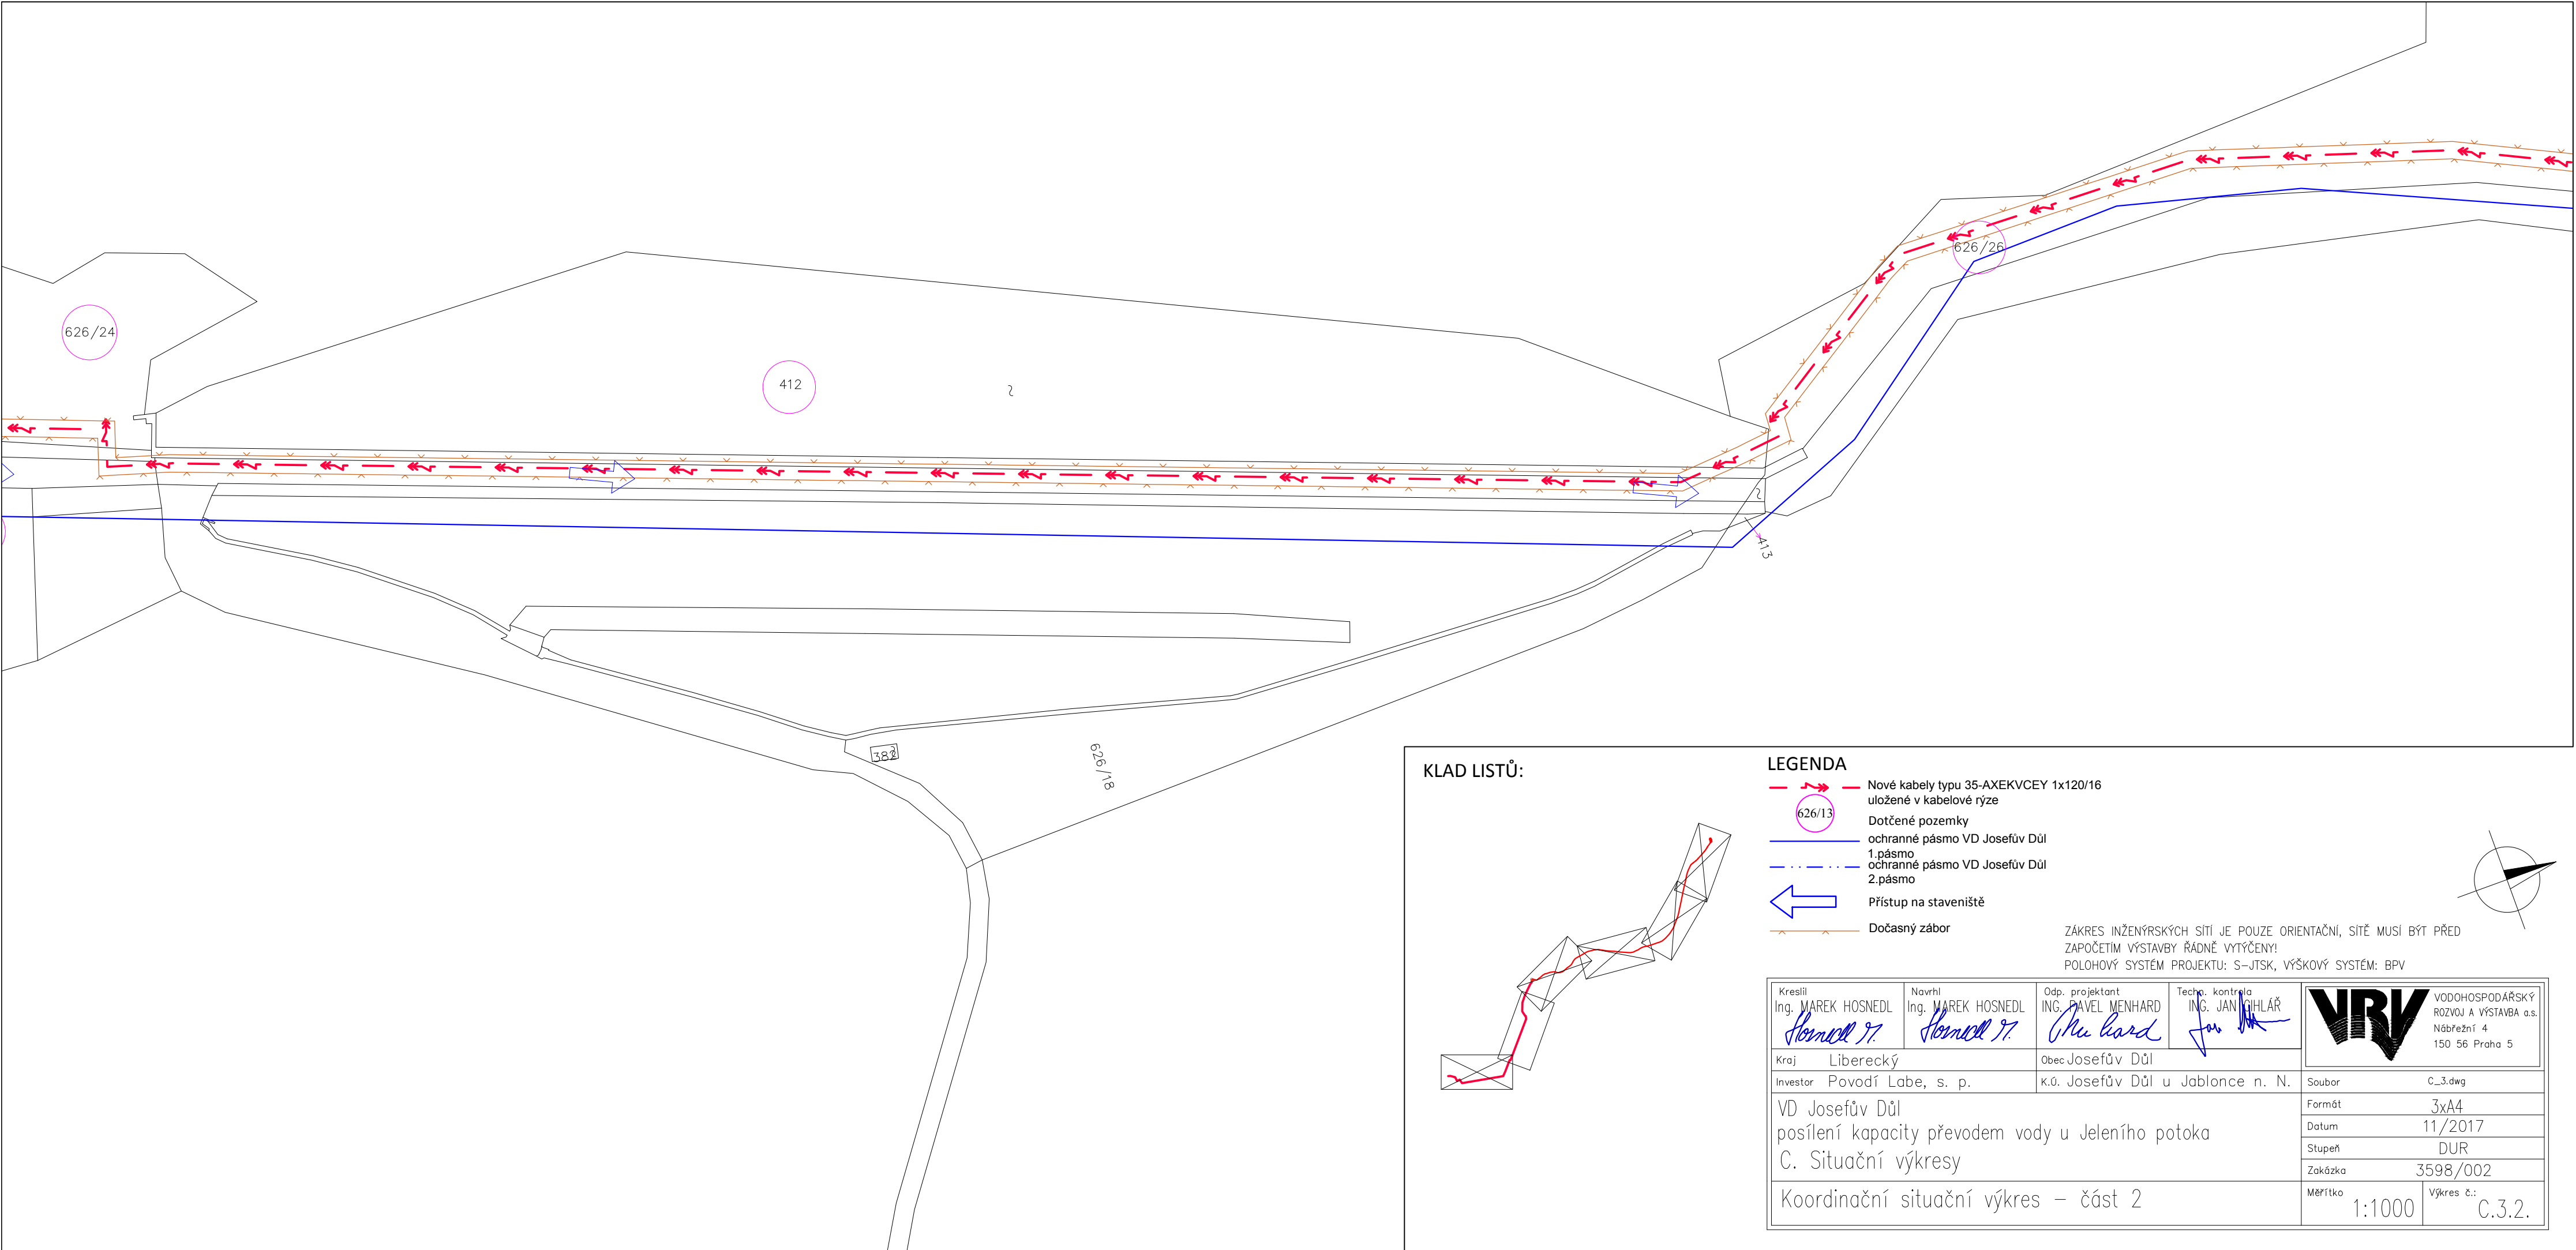 626/24
412
626/26
413
382
626/18
KLAD LISTŮ:
LEGENDA
Nové kabely typu 35-AXEKVCEY 1x120/16
uložené v kabelové rýze
626/13
Dotčené pozemky
ochranné pásmo VD Josefův Důl
1.pásmo
ochranné pásmo VD Josefův Důl
2.pásmo
Přístup na staveniště
Dočasný zábor
ZÁKRES INŽENÝRSKÝCH SÍTÍ JE POUZE ORIENTAČNÍ, SÍTĚ MUSÍ BÝT PŘED
ZAPOČETÍM VÝSTAVBY ŘÁDNĚ VYTÝČENY!
POLOHOVÝ SYSTÉM PROJEKTU: S-JTSK, VÝŠKOVÝ SYSTÉM: BPV
Kreslil
Ing. MAREK HOSNEDL
Hosnedl M.
Navrhl
Ing. MAREK HOSNEDL
Hosnedl M.
Odp. projektant
ING. PAVEL MENHARD
Menhard
Techn. kontrola
ING. JAN CIHLÁŘ
VRV
VODOHOSPODÁŘSKÝ
ROZVOJ A VÝSTAVBA a.s.
Nábřežní 4
150 56 Praha 5
Kraj Liberecký
Obec Josefův Důl
Investor Povodí Labe, s. p.
K.Ú. Josefův Důl u Jablonce n. N.
Soubor C_3.dwg
VD Josefův Důl
posílení kapacity převodem vody u Jeleního potoka
C. Situační výkresy
Formát 3xA4
Datum 11/2017
Stupeň DUR
Zakázka 3598/002
Koordinační situační výkres – část 2
Měřítko 1:1000
Výkres č.: C.3.2.